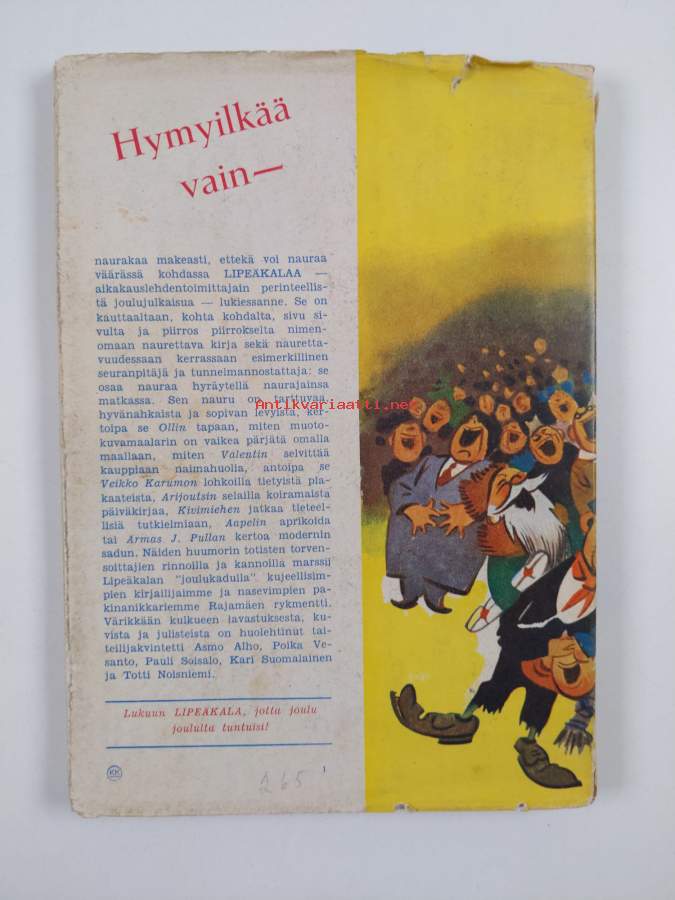 Hymyilkää
vain—
naurakaa makeasti, ettekä voi nauraa
väärässä kohdassa LIPEÄKALAA —
aikakauslehdentoimittajain perinteellis-
tä joulujulkaisua — lukiessanne. Se on
kauttaaltaan, kohta kohdalta, sivu si-
vulta ja piirros piirrokselta nimen-
omaan naurettava kirja sekä nauretta-
vuudessaan kerrassaan esimerkillinen
seuranpitäjä ja tunnelmannostattaja: se
osaa nauraa hyräytellä naurajainsa
matkassa. Sen nauru on tarttuvaa,
hyvänahkaista ja sopivan levyistä, ker-
toipa se Ollin tapaan, miten muoto-
kuvamaalarin on vaikea pärjätä omalla
maallaan, miten Valentin selvittää
kauppiaan naimahuolia, antoipa se
Veikko Karumon lohkoilla tietyistä pla-
kaateista, Arijoutsin selailla koiramaista
päiväkirjaa, Kivimiehen jatkaa tieteel-
lisiä tutkielmiaan, Aapelin aprikoida
tai Armas J. Pullan kertoa modernin
sadun. Näiden huumorin totisten torven-
soittajien rinnoilla ja kannoilla marssii
Lipeäkalan "joulukadulla" kujeellisim-
pien kirjailijaimme ja nasevimpien pa-
kinanikkariemme Rajamäen rykmentti.
Värikkään kulkueen lavastuksesta, ku-
vista ja julisteista on huolehtinut tai-
teilijakvintetti Asmo Alho, Poika Ve-
santo, Pauli Soisalo, Kari Suomalainen
ja Totti Noisniemi.
Lukuun LIPEÄKALA, jotta joulu
joululta tuntuisi!
KK
265
1
Antikvariaatti.net